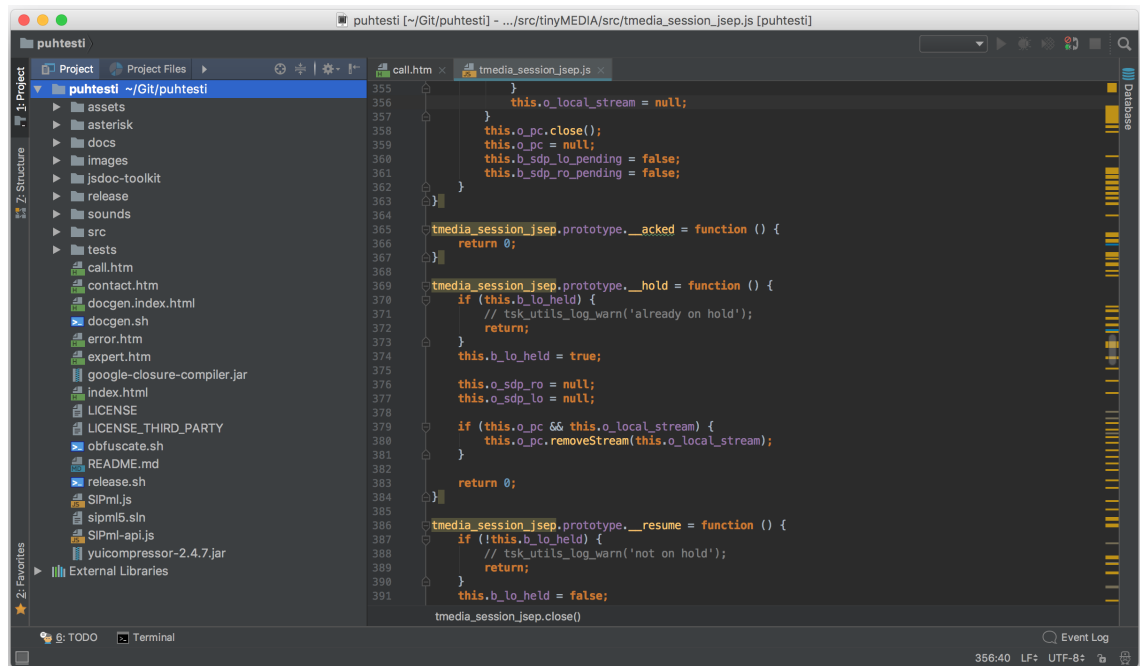 puhtesti [~/Git/puhtesti] - .../src/tinyMEDIA/src/tmedia_session_jsep.js [puhtesti]
puhtesti
Project
Project Files
call.htm
tmedia_session_jsep.js
1: Project
Z: Structure
2: Favorites
puhtesti ~/Git/puhtesti
assets
asterisk
docs
images
jsdoc-toolkit
release
sounds
src
tests
call.htm
contact.htm
docgen.index.html
docgen.sh
error.htm
expert.htm
google-closure-compiler.jar
index.html
LICENSE
LICENSE_THIRD_PARTY
obfuscate.sh
README.md
release.sh
SIPml.js
sipml5.sln
SIPml-api.js
yuicompressor-2.4.7.jar
External Libraries
355 }
356 this.o_local_stream = null;
357 }
358 this.o_pc.close();
359 this.o_pc = null;
360 this.b_sdp_lo_pending = false;
361 this.b_sdp_ro_pending = false;
362 }
363 }
364
365 tmedia_session_jsep.prototype.__acked = function () {
366 return 0;
367 }
368
369 tmedia_session_jsep.prototype.__hold = function () {
370 if (this.b_lo_held) {
371 // tsk_utils_log_warn('already on hold');
372 return;
373 }
374 this.b_lo_held = true;
375
376 this.o_sdp_ro = null;
377 this.o_sdp_lo = null;
378
379 if (this.o_pc && this.o_local_stream) {
380 this.o_pc.removeStream(this.o_local_stream);
381 }
382
383 return 0;
384 }
385
386 tmedia_session_jsep.prototype.__resume = function () {
387 if (!this.b_lo_held) {
388 // tsk_utils_log_warn('not on hold');
389 return;
390 }
391 this.b_lo_held = false;
tmedia_session_jsep.close()
Database
6: TODO
Terminal
Event Log
356:40 LF UTF-8